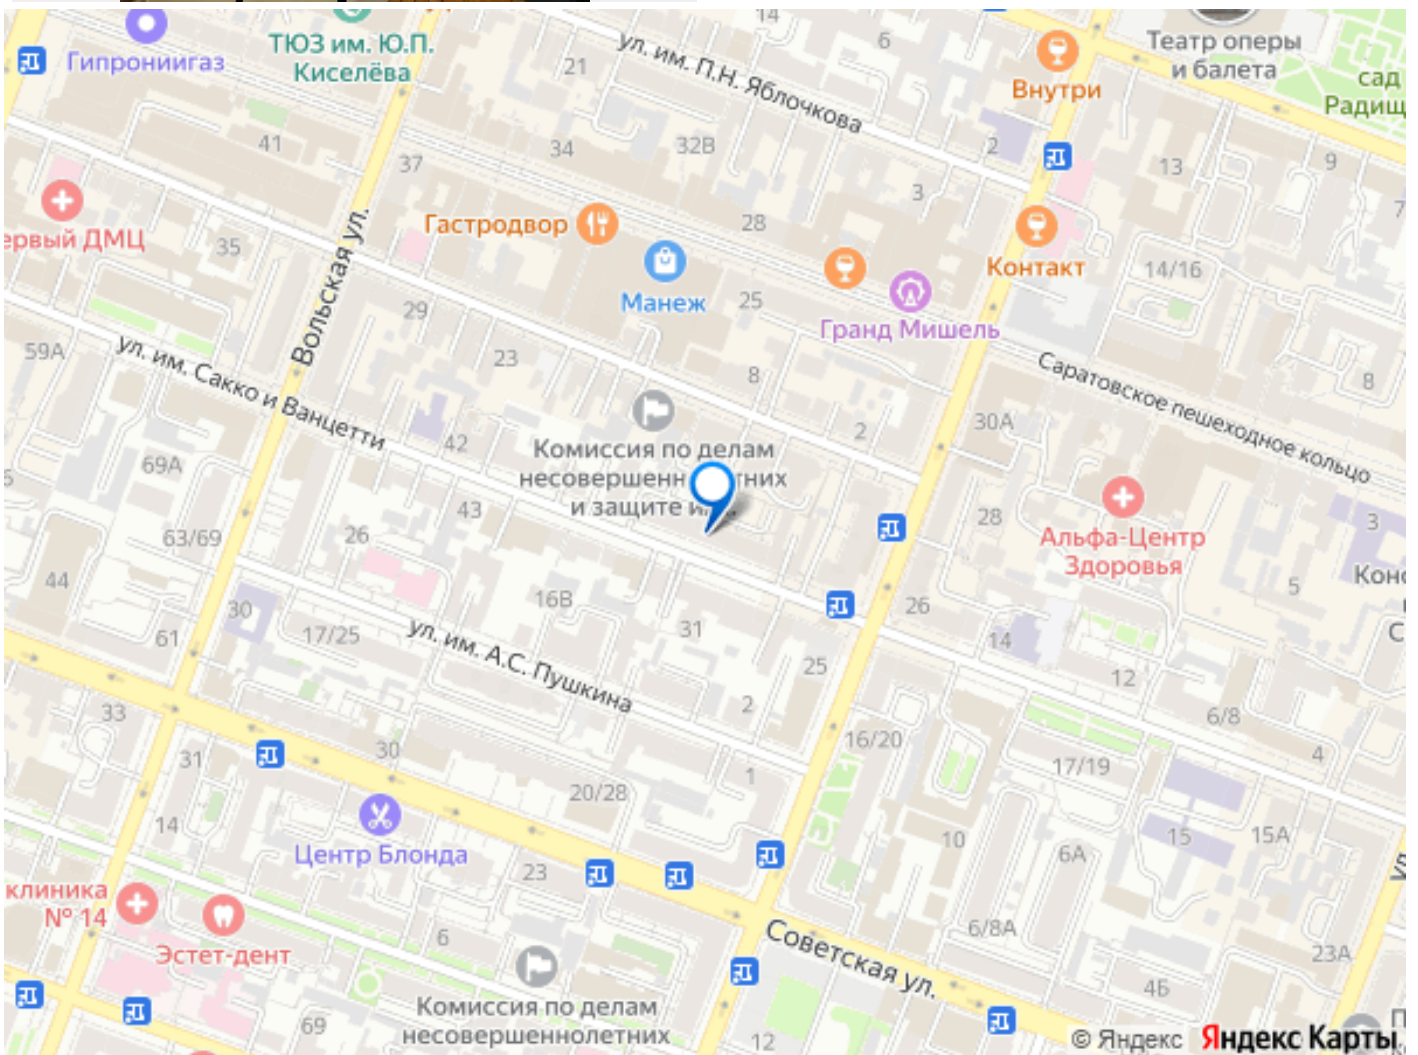 14
6
ул. им. П.Н. Яблочкова
Театр оперы
и балета
сад
Радищ
ТЮЗ им. Ю.П.
Киселёва
Гипрониигаз
21
Внутри
41
37
34
32В
2
13
9
3
7
ервый ДМЦ
35
Вольская ул.
Гастродвор
28
Контакт
14/16
Манеж
25
Гранд Мишель
29
59А
ул. им. Сакко и Ванцетти
23
8
Саратовское пешеходное кольцо
8
42
Комиссия по делам
несовершенн
тних
и защите и
2
30А
69А
5
43
28
Альфа-Центр
Здоровья
3
63/69
26
44
16В
5
Конс
С
30
17/25
ул. им. А.С. Пушкина
31
26
14
61
25
12
33
2
6/8
16/20
4
31
30
1
17/19
20/28
14
Центр Блонда
10
6А
15
15А
23
клиника
№ 14
Эстет-дент
6
Советская ул.
6/8А
23А
4Б
Комиссия по делам
несовершеннолетних
69
12
П
© Яндекс Яндекс Карты